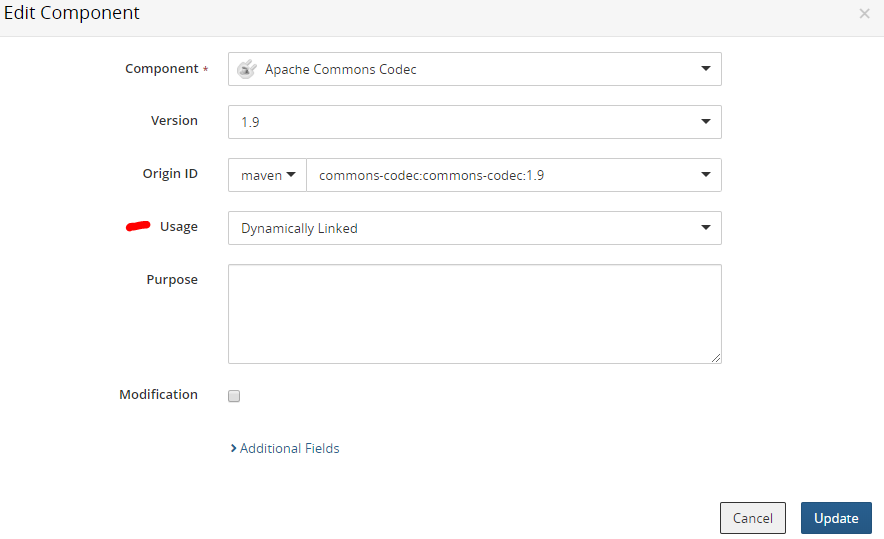 Edit Component
Component *
Apache Commons Codec
Version
1.9
Origin ID
maven
commons-codec:commons-codec:1.9
Usage
Dynamically Linked
Purpose
Modification
Additional Fields
Cancel
Update